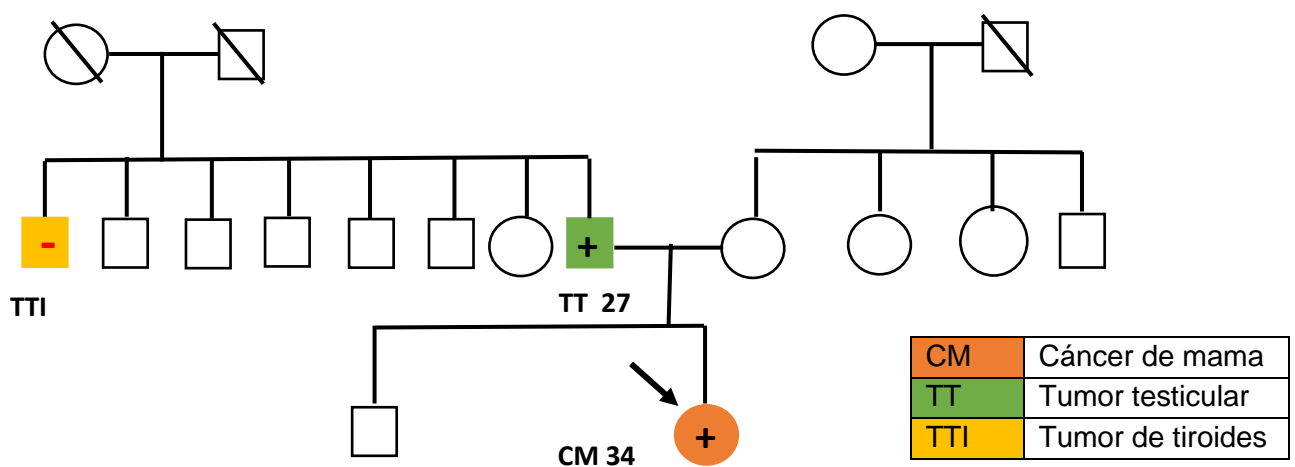 -
+
TTI
TT 27
+
CM 34
CM Cáncer de mama
TT Tumor testicular
TTI Tumor de tiroides